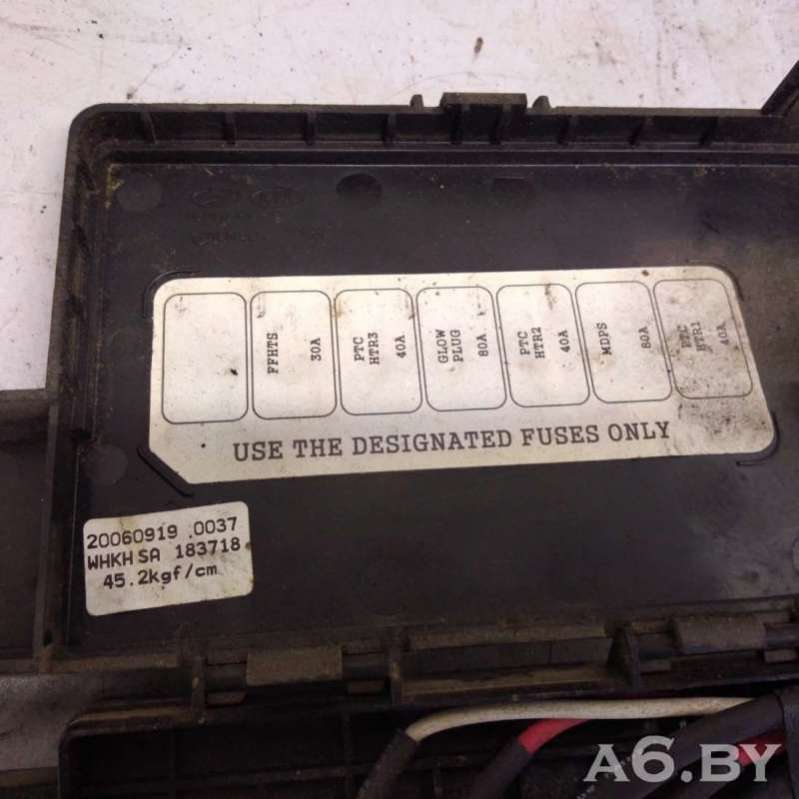 FFHTS 30A
PTC HTR3 40A
GLOW PLUG 80A
PTC HTR2 40A
MDPS 80A
PTC HTR1 40A
USE THE DESIGNATED FUSES ONLY
20060919 .0037
WHKH SA 183718
45.2kgf/cm
A6.BY